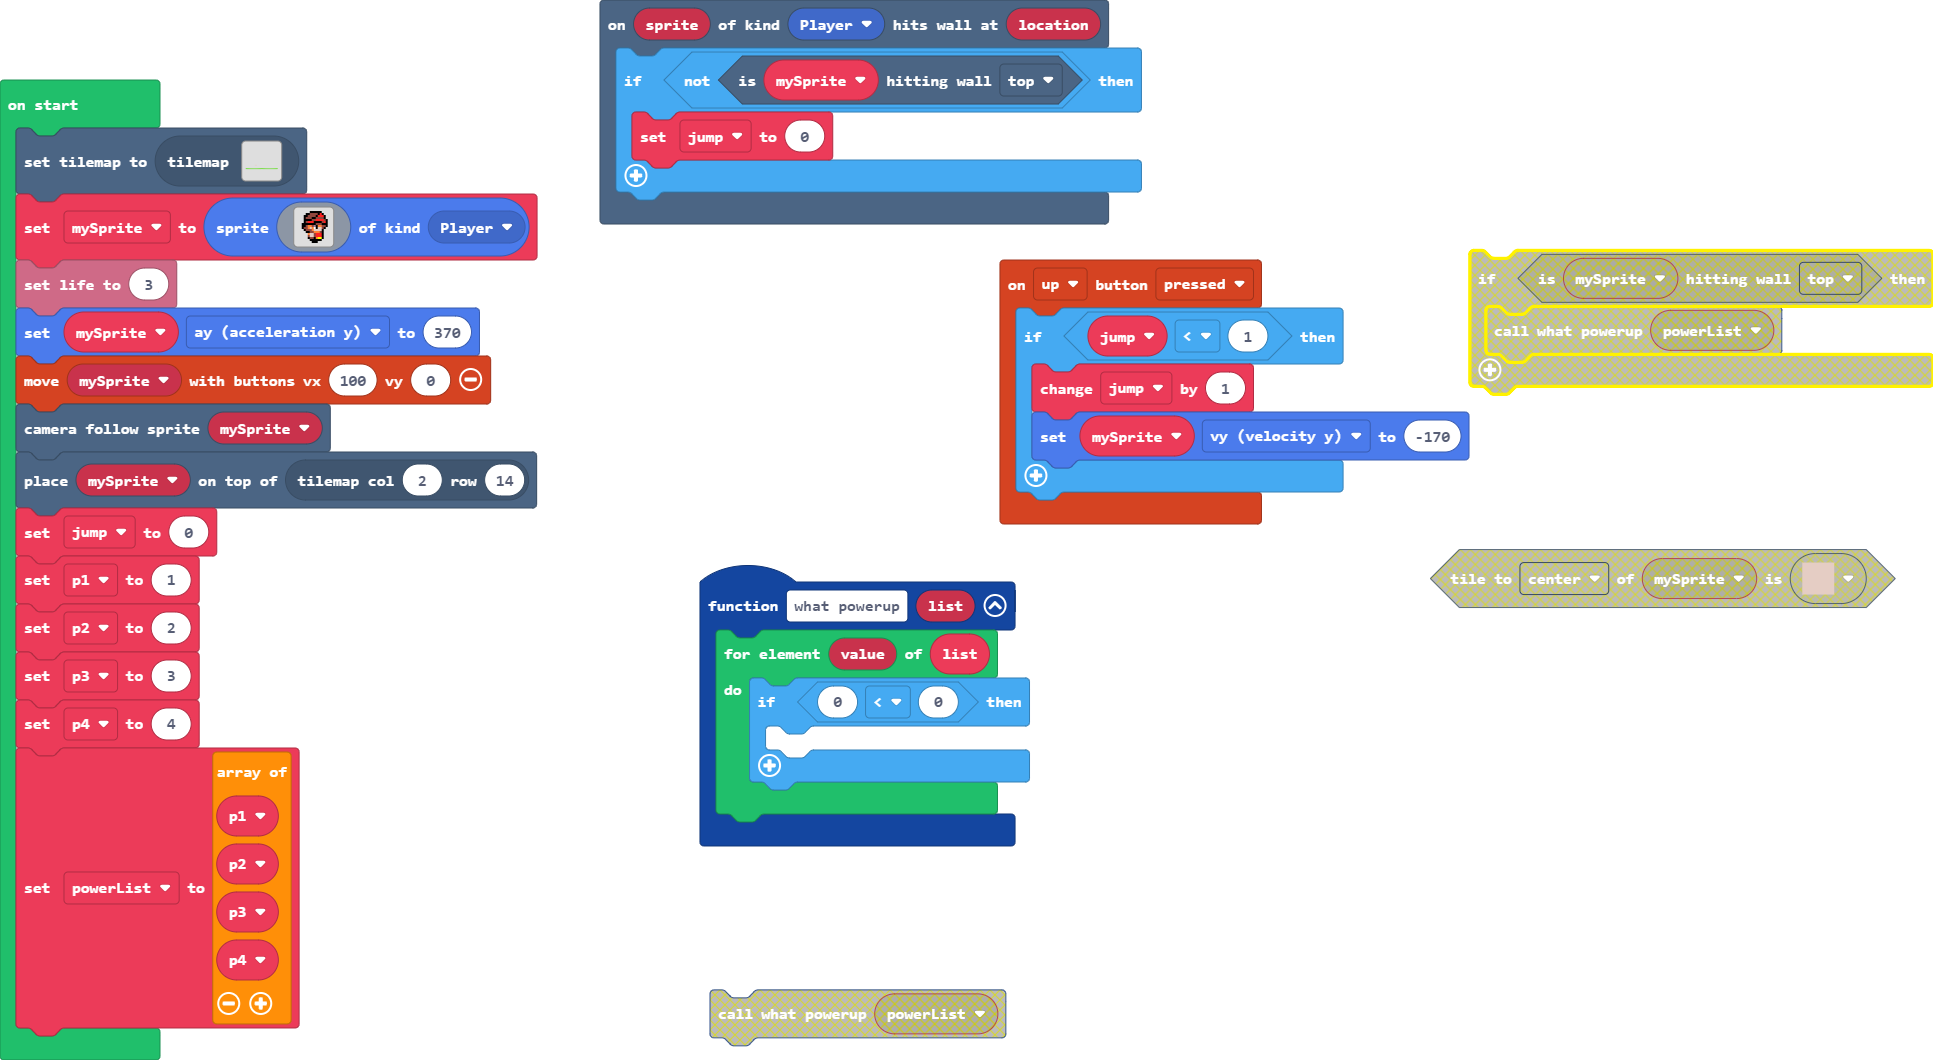 on start
set tilemap to tilemap
set mySprite to sprite of kind Player
set life to 3
set mySprite ay (acceleration y) to 370
move mySprite with buttons vx 100 vy 0
camera follow sprite mySprite
place mySprite on top of tilemap col 2 row 14
set jump to 0
set p1 to 1
set p2 to 2
set p3 to 3
set p4 to 4
set powerList to array of
p1
p2
p3
p4
on sprite of kind Player hits wall at location
if not is mySprite hitting wall top then
set jump to 0
on up button pressed
if jump < 1 then
change jump by 1
set mySprite vy (velocity y) to -170
if is mySprite hitting wall top then
call what powerup powerList
tile to center of mySprite is
function what powerup list
for element value of list
do if 0 < 0 then
call what powerup powerList